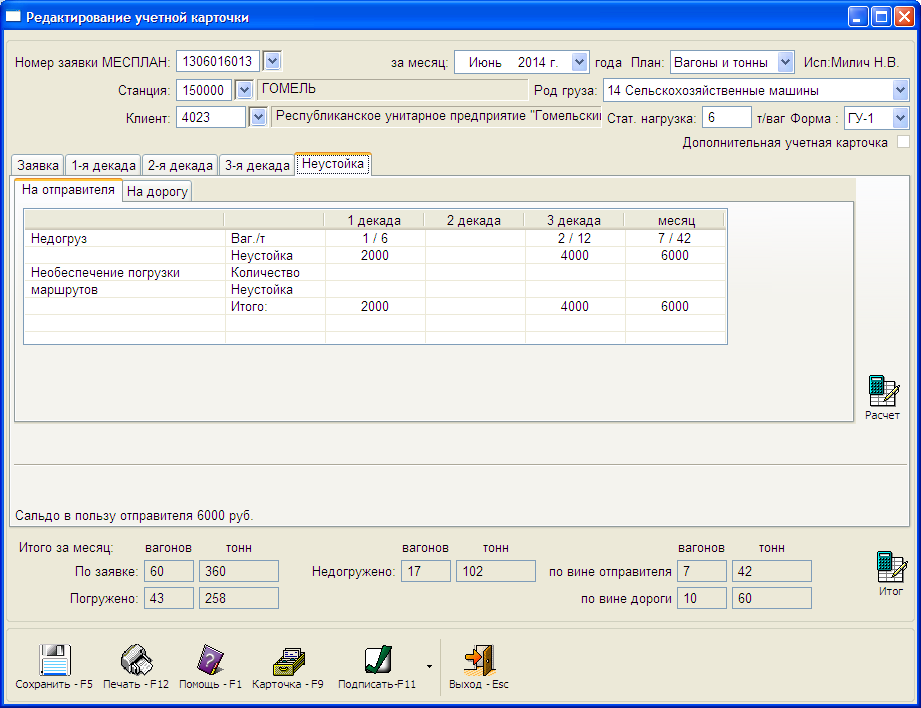 Редактирование учетной карточки
Номер заявки МЕСПЛАН: 1306016013 за месяц: Июнь 2014 г. года План: Вагоны и тонны Исп:Милич Н.В.
Станция: 150000 ГОМЕЛЬ Род груза: 14 Сельскохозяйственные машины
Клиент: 4023 Республиканское унитарное предприятие "Гомельски Стат. нагрузка: 6 т/ваг Форма : ГУ-1
Дополнительная учетная карточка
Заявка 1-я декада 2-я декада 3-я декада Неустойка
На отправителя На дорогу
1 декада 2 декада 3 декада месяц
Недогруз Ваг./т 1 / 6 2 / 12 7 / 42
Неустойка 2000 4000 6000
Необеспечение погрузки Количество
маршрутов Неустойка
Итого: 2000 4000 6000
Расчет
Сальдо в пользу отправителя 6000 руб.
Итого за месяц: вагонов тонн вагонов тонн вагонов тонн
По заявке: 60 360 Недогружено: 17 102 по вине отправителя 7 42
Погружено: 43 258 по вине дороги 10 60
Итог
Сохранить - F5 Печать - F12 Помощь - F1 Карточка - F9 Подписать-F11 Выход - Esc